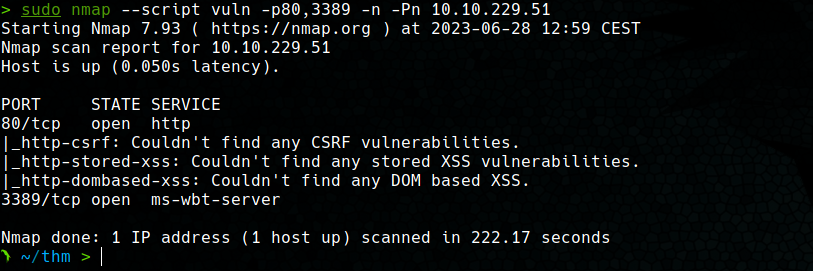 > sudo nmap --script vuln -p80,3389 -n -Pn 10.10.229.51
Starting Nmap 7.93 ( https://nmap.org ) at 2023-06-28 12:59 CEST
Nmap scan report for 10.10.229.51
Host is up (0.050s latency).

PORT     STATE SERVICE
80/tcp   open  http
|_http-csrf: Couldn't find any CSRF vulnerabilities.
|_http-stored-xss: Couldn't find any stored XSS vulnerabilities.
|_http-dombased-xss: Couldn't find any DOM based XSS.
3389/tcp open  ms-wbt-server

Nmap done: 1 IP address (1 host up) scanned in 222.17 seconds
~/thm >